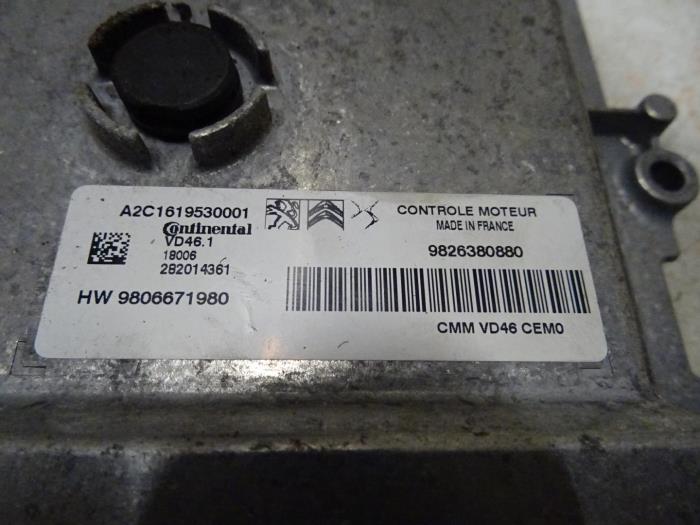 A2C1619530001
Continental
VD46.1
18006
282014361
HW 9806671980
CONTROLE MOTEUR
MADE IN FRANCE
9826380880
CMM VD46 CEM0